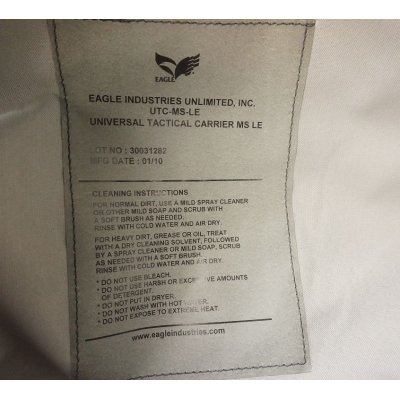 EAGLE
EAGLE INDUSTRIES UNLIMITED, INC.
UTC-MS-LE
UNIVERSAL TACTICAL CARRIER MS LE
LOT NO : 30031282
MFG DATE : 01/10
CLEANING INSTRUCTIONS
FOR NORMAL DIRT, USE A MILD SPRAY CLEANER
OR OTHER MILD SOAP AND SCRUB WITH
A SOFT BRUSH AS NEEDED.
RINSE WITH COLD WATER AND AIR DRY.
FOR HEAVY DIRT, GREASE OR OIL, TREAT
WITH A DRY CLEANING SOLVENT, FOLLOWED
BY A SPRAY CLEANER OR MILD SOAP, SCRUB
AS NEEDED WITH A SOFT BRUSH.
RINSE WITH COLD WATER AND AIR DRY.
* DO NOT USE BLEACH.
* DO NOT USE HARSH OR EXCESSIVE AMOUNTS
OF DETERGENT.
* DO NOT PUT IN DRYER.
* DO NOT WASH WITH HOT WATER.
* DO NOT EXPOSE TO EXTREME HEAT.
www.eagleindustries.com